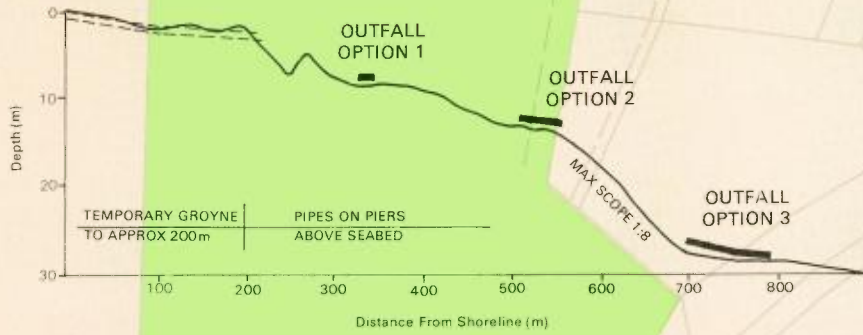 0
OUTFALL
OPTION 1
OUTFALL
OPTION 2
10
Depth (m)
20
MAX SCOPE 1:8
OUTFALL
OPTION 3
TEMPORARY GROYNE
TO APPROX 200m
PIPES ON PIERS
ABOVE SEABED
30
100
200
300
400
500
600
700
800
Distance From Shoreline (m)